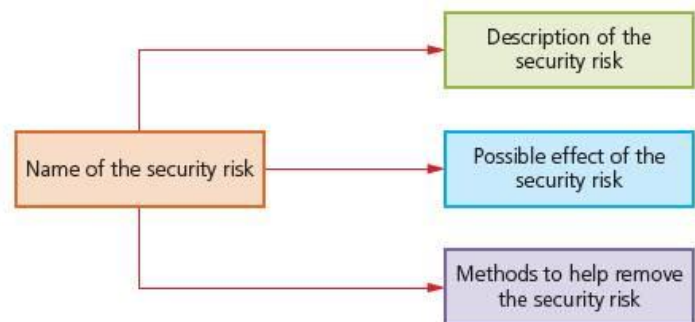 Name of the security risk
Description of the
security risk
Possible effect of the
security risk
Methods to help remove
the security risk